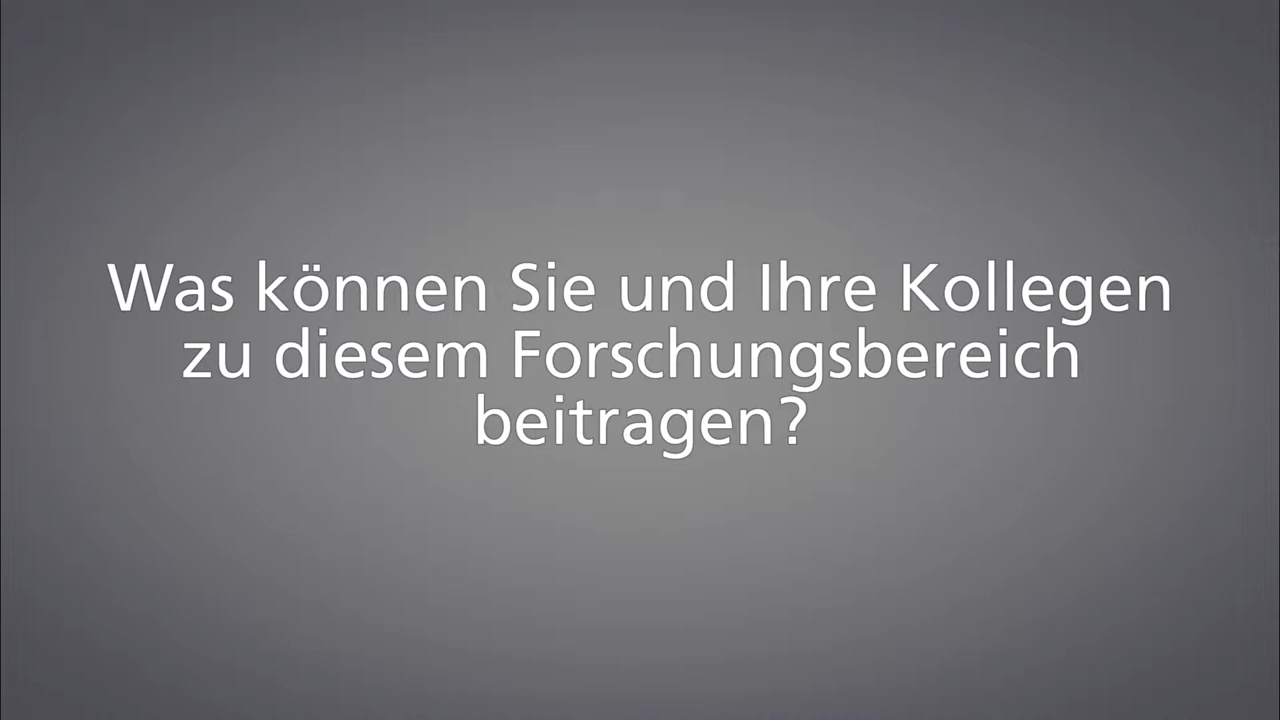 Was können Sie und Ihre Kollegen
zu diesem Forschungsbereich
beitragen?